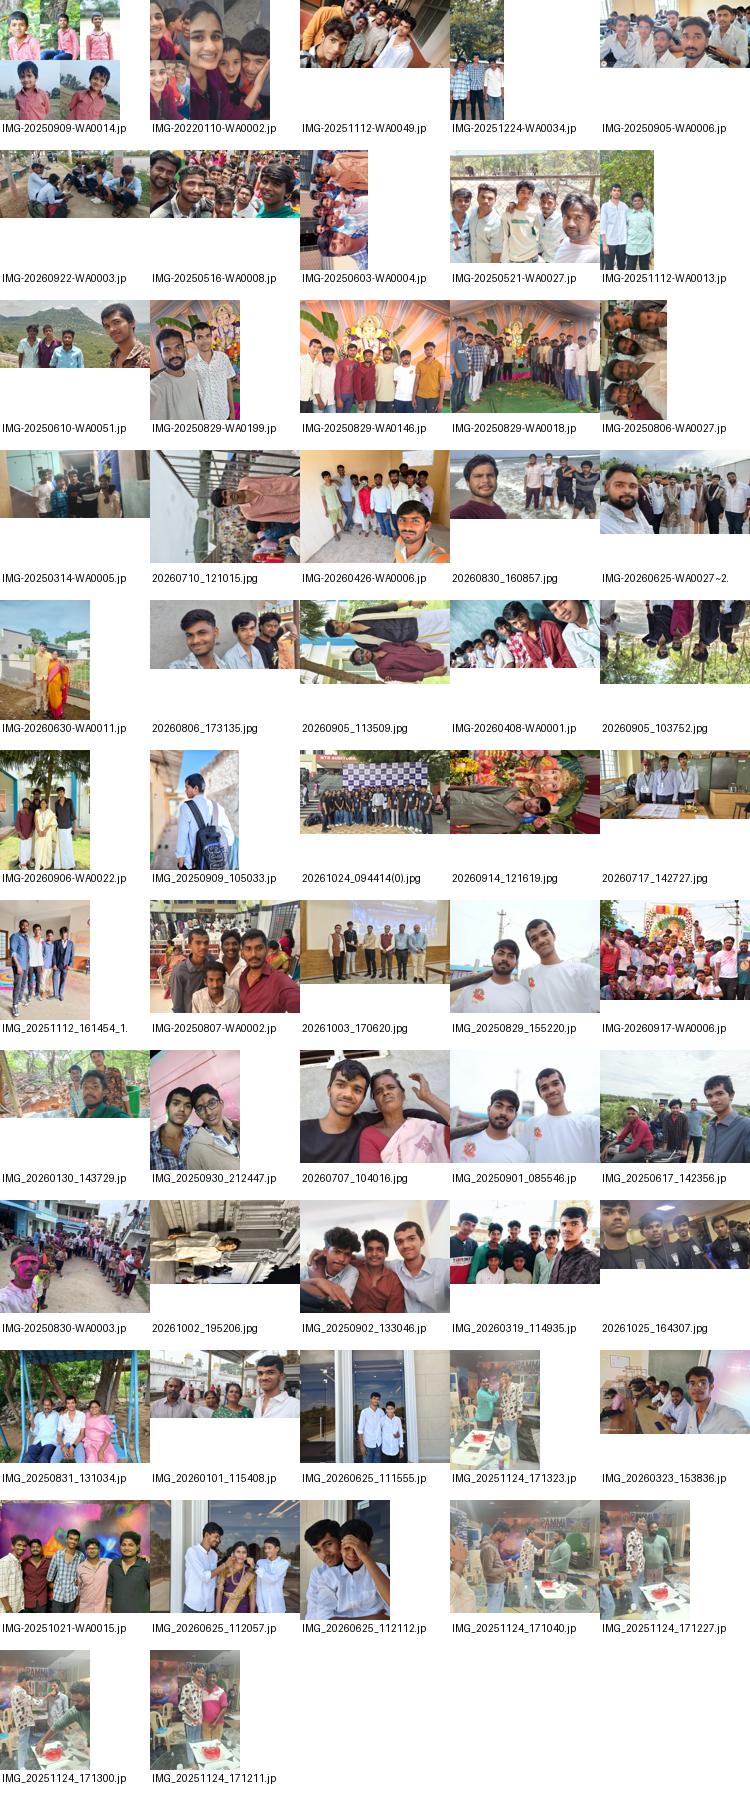 IMG-20250909-WA0014.jp
IMG-20220110-WA0002.jp
IMG-20251112-WA0049.jp
IMG-20251224-WA0034.jp
IMG-20250905-WA0006.jp
IMG-20260922-WA0003.jp
IMG-20250516-WA0008.jp
IMG-20250603-WA0004.jp
IMG-20250521-WA0027.jp
IMG-20251112-WA0013.jp
IMG-20250610-WA0051.jp
IMG-20250829-WA0199.jp
IMG-20250829-WA0146.jp
IMG-20250829-WA0018.jp
IMG-20250806-WA0027.jp
IMG-20250314-WA0005.jp
20260710_121015.jpg
IMG-20260426-WA0006.jp
20260830_160857.jpg
IMG-20260625-WA0027~2.
IMG-20260630-WA0011.jp
20260806_173135.jpg
20260905_113509.jpg
IMG-20260408-WA0001.jp
20260905_103752.jpg
IMG-20260906-WA0022.jp
IMG_20250909_105033.jp
20261024_094414(0).jpg
20260914_121619.jpg
20260717_142727.jpg
IMG_20251112_161454_1.
IMG-20250807-WA0002.jp
20261003_170620.jpg
IMG_20250829_155220.jp
IMG-20260917-WA0006.jp
IMG_20260130_143729.jp
IMG_20250930_212447.jp
20260707_104016.jpg
IMG_20250901_085546.jp
IMG_20250617_142356.jp
IMG-20250830-WA0003.jp
20261002_195206.jpg
IMG_20250902_133046.jp
IMG_20260319_114935.jp
20261025_164307.jpg
IMG_20250831_131034.jp
IMG_20260101_115408.jp
IMG_20260625_111555.jp
IMG_20251124_171323.jp
IMG_20260323_153836.jp
IMG-20251021-WA0015.jp
IMG_20260625_112057.jp
IMG_20260625_112112.jp
IMG_20251124_171040.jp
IMG_20251124_171227.jp
IMG_20251124_171300.jp
IMG_20251124_171211.jp